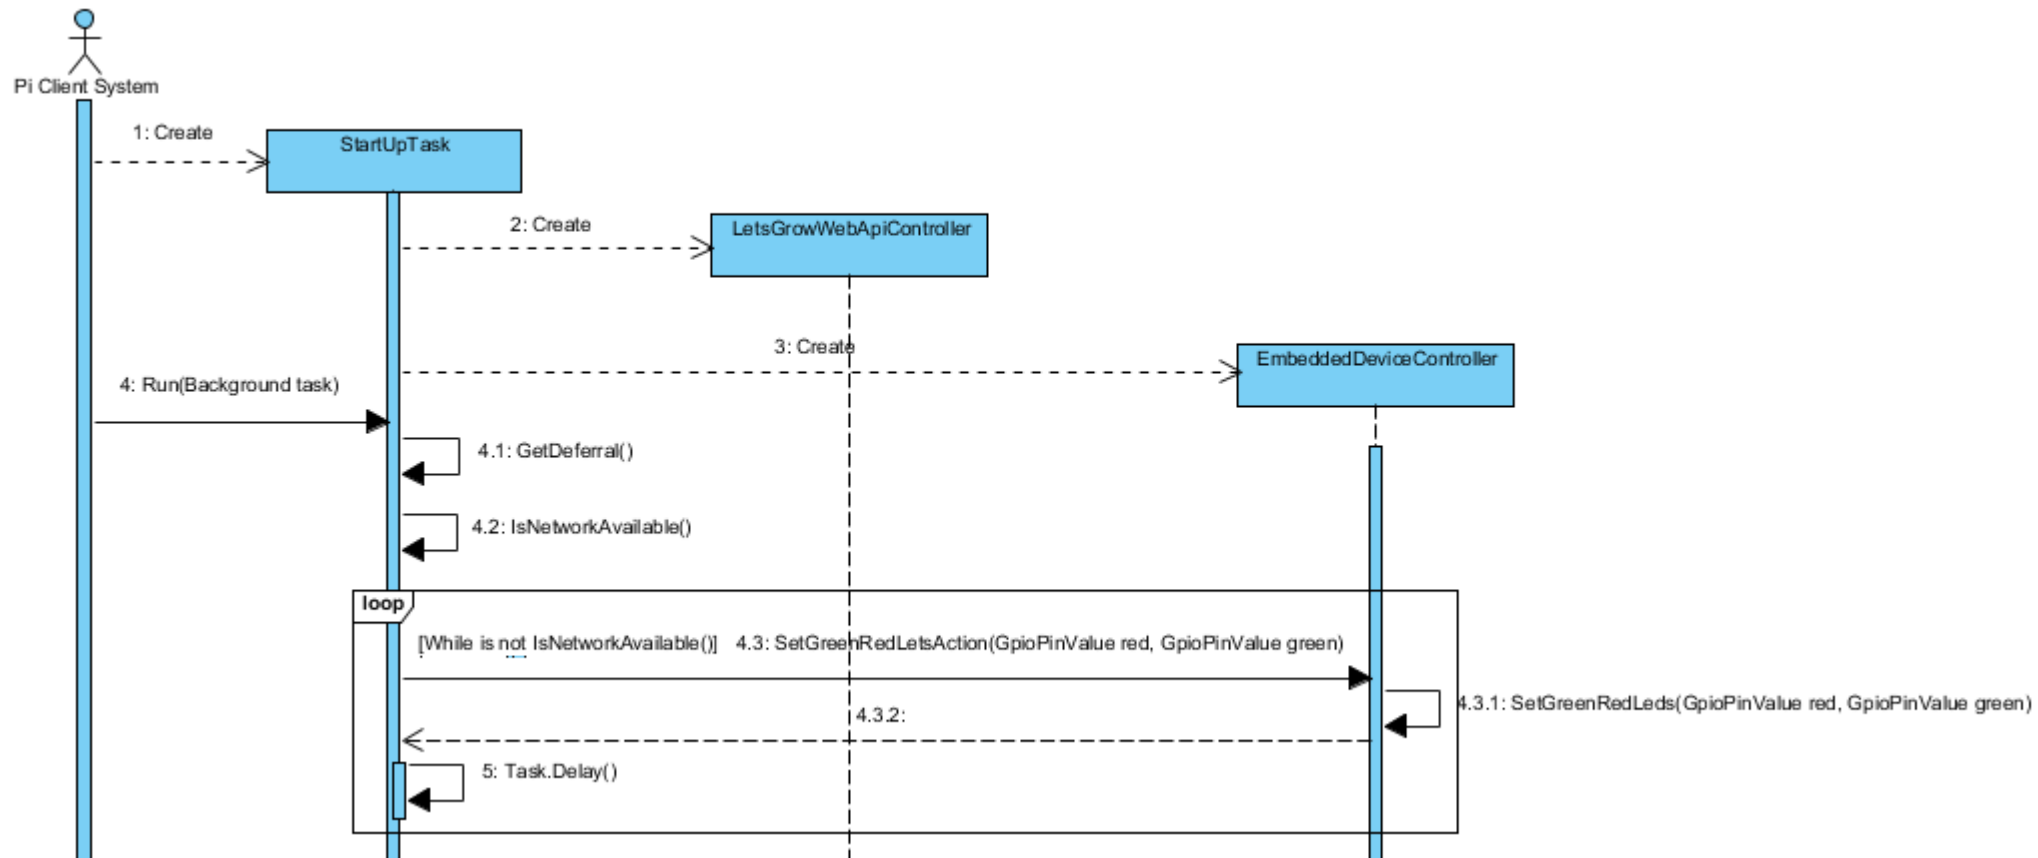 Pi Client System
1: Create
StartUpTask
2: Create
LetsGrowWebApiController
3: Create
EmbeddedDeviceController
4: Run(Background task)
4.1: GetDeferral()
4.2: IsNetworkAvailable()
loop
[While is not IsNetworkAvailable()] 4.3: SetGreenRedLetsAction(GpioPinValue red, GpioPinValue green)
4.3.1: SetGreenRedLeds(GpioPinValue red, GpioPinValue green)
4.3.2:
5: Task.Delay()